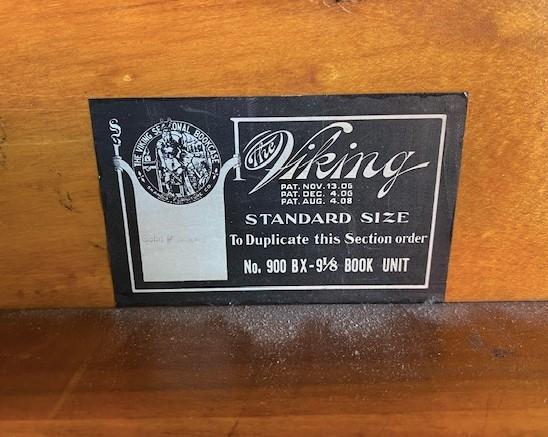 THE VIKING SECTIONAL BOOKCASE
The Viking
PAT. NOV. 13.06
PAT. DEC. 4.06
PAT. AUG. 4.08
STANDARD SIZE
To Duplicate this Section order
No. 900 BX-9⅛ BOOK UNIT